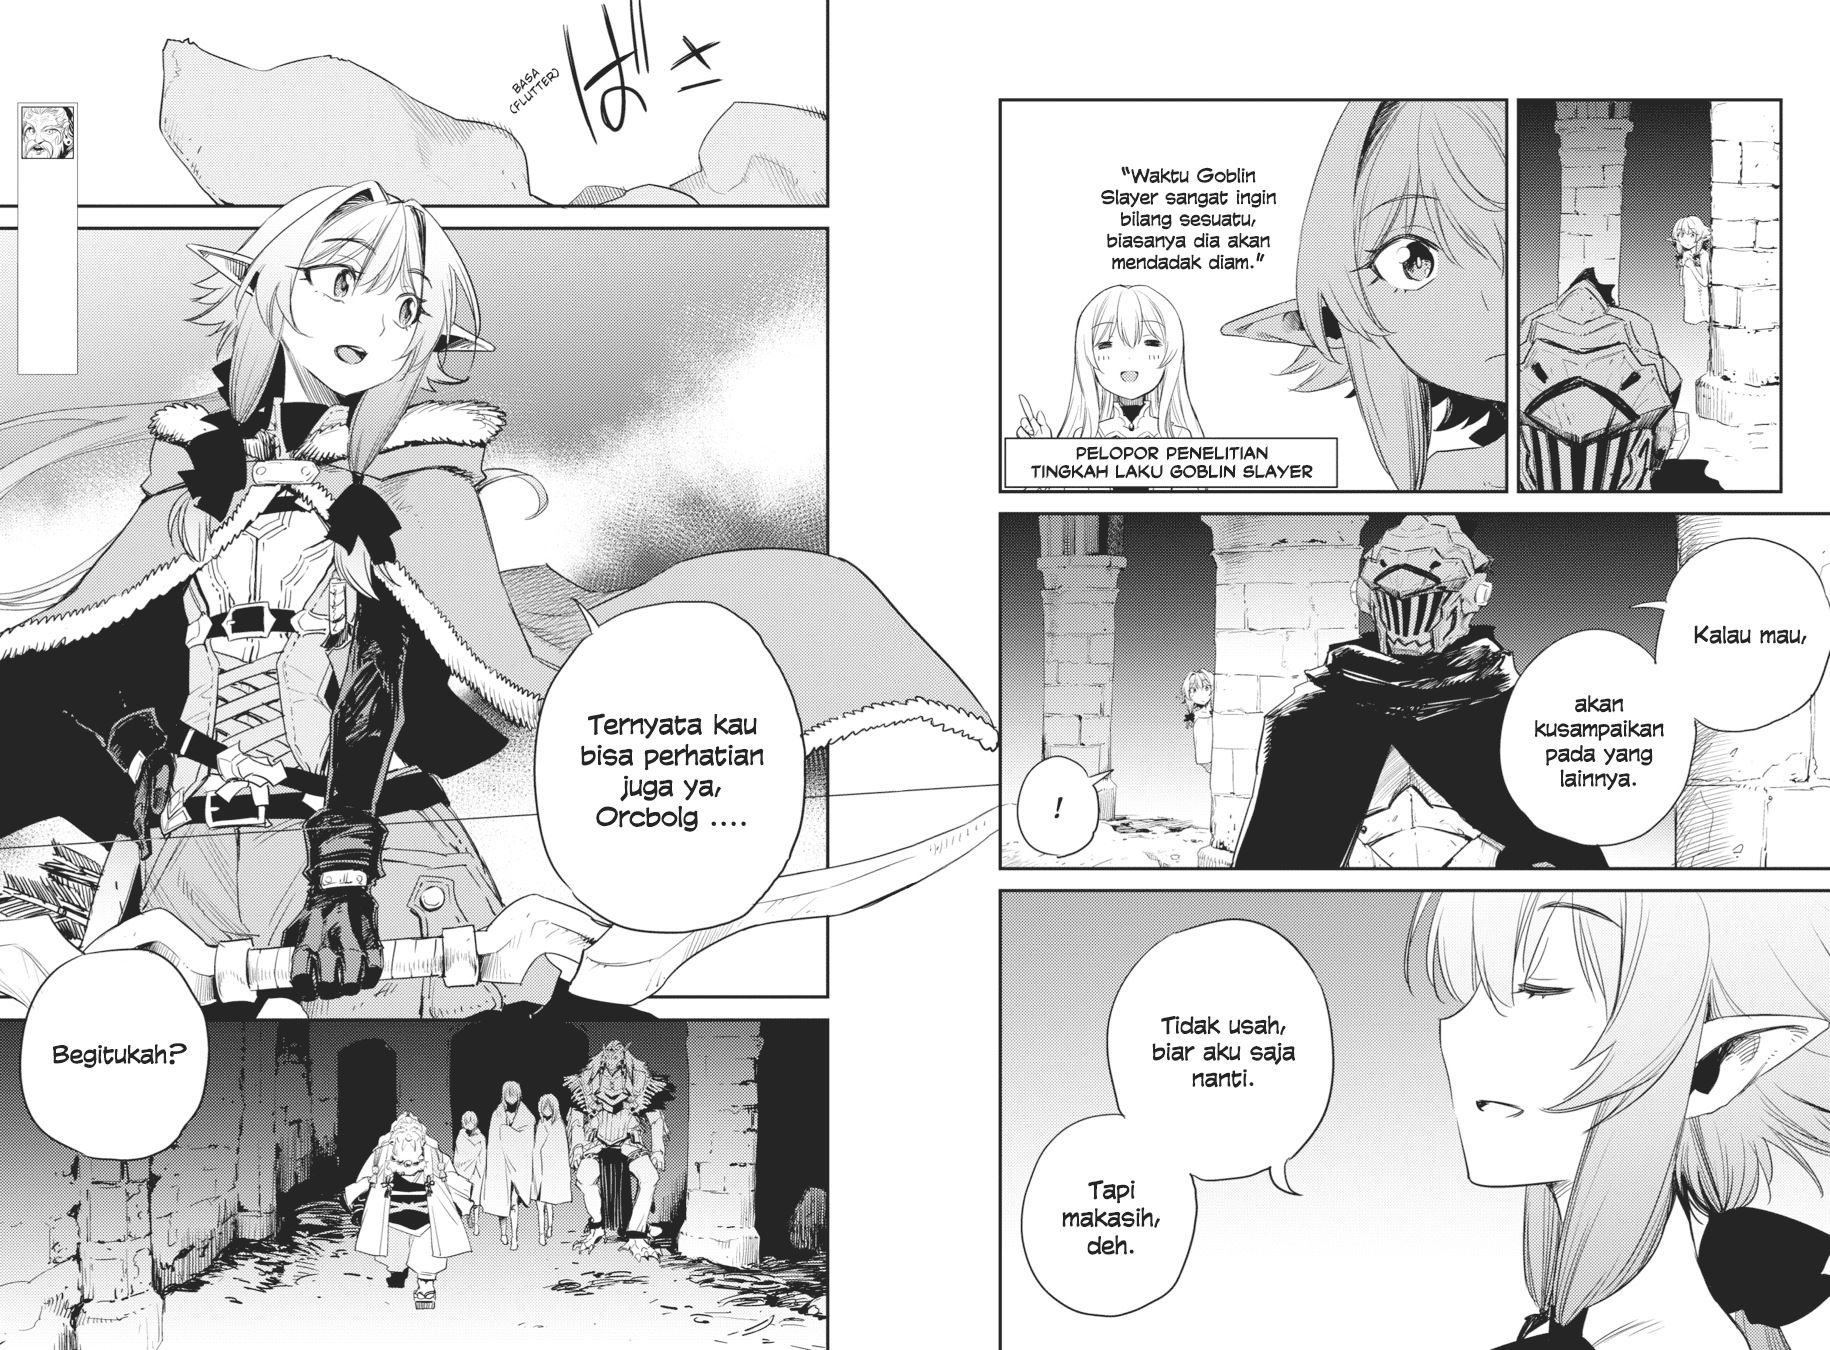 “Waktu Goblin
Slayer sangat ingin
bilang sesuatu,
biasanya dia akan
mendadak diam.”
PELOPOR PENELITIAN
TINGKAH LAKU GOBLIN SLAYER
Kalau mau,
akan
kusampaikan
pada yang
lainnya.
!
Tidak usah,
biar aku saja
nanti.
Tapi
makasih,
deh.
ばさ
BASA
(FLUTTER)
Ternyata kau
bisa perhatian
juga ya,
Orcbolg ....
Begitukah?